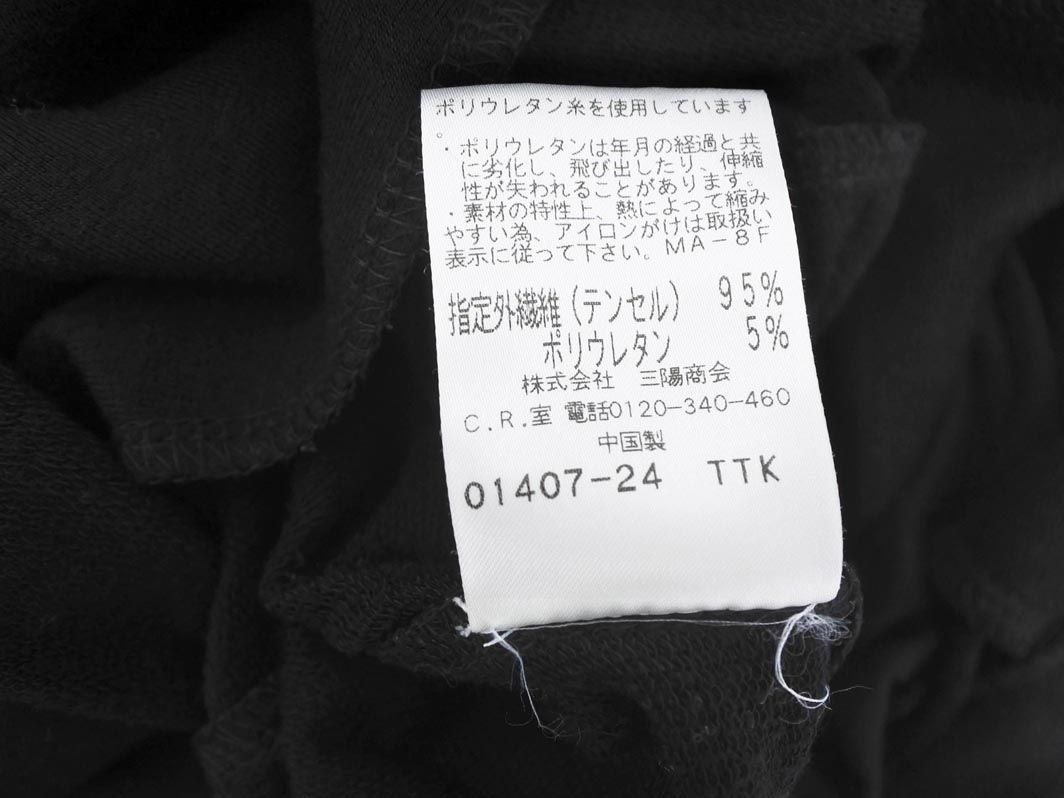 ポリウレタン糸を使用しています
。
・ポリウレタンは年月の経過と共
に劣化し、飛び出したり、伸縮
性が失われることがあります。
・素材の特性上、熱によって縮み
やすい為、アイロンがけは取扱い
表示に従って下さい。MA-8F
指定外繊維(テンセル) 95%
ポリウレタン 5%
株式会社 三陽商会
C.R.室 電話0120-340-460
中国製
01407-24 TTK